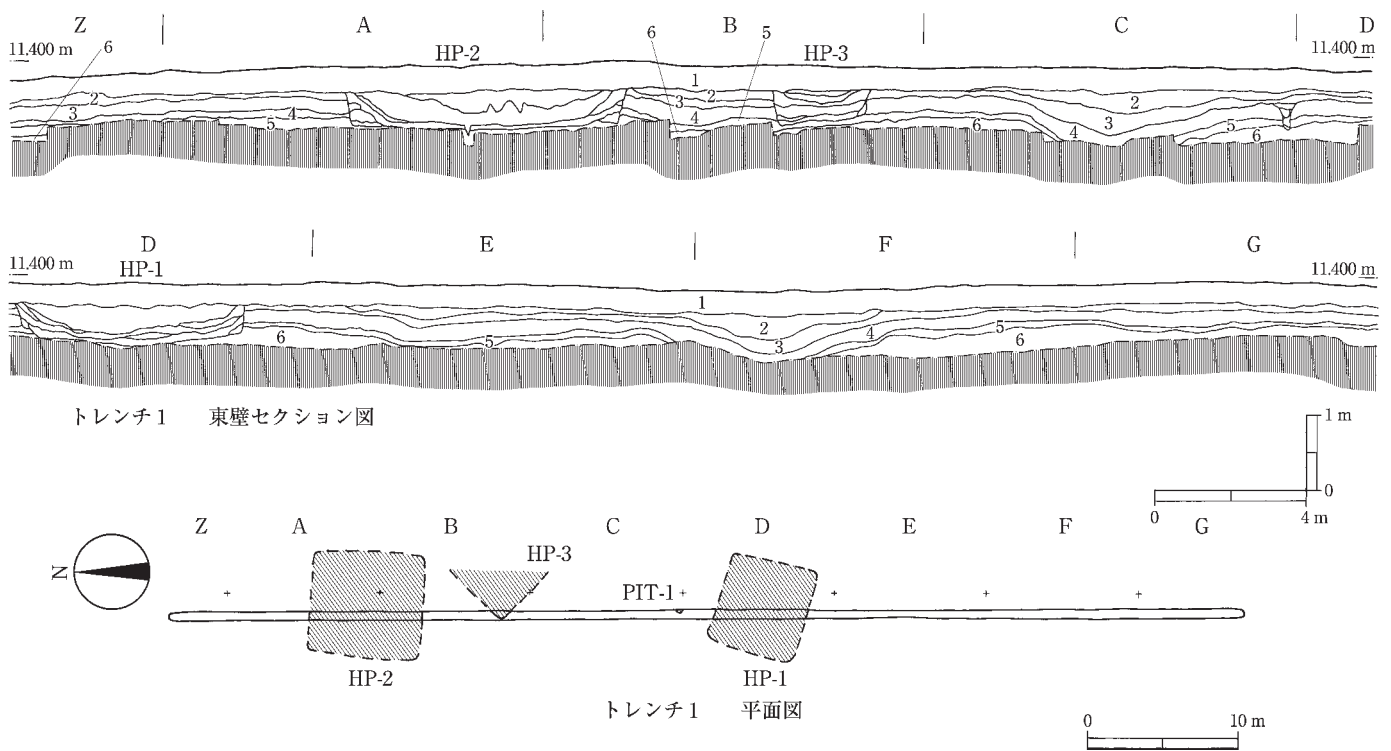 Z A B C D
11.400 m 6 HP-2 6 5 HP-3 11.400 m
1
2 2 2
3 4 3 4 3 5
5 6 6 4 6
D E F G
11.400 m HP-1 11.400 m
1
2 4 5
6 5 3 6
トレンチ1 東壁セクション図
1 m
0
0 4 m
Z A B C D E F G
N
HP-3
PIT-1
HP-2 HP-1
トレンチ1 平面図
0 10 m